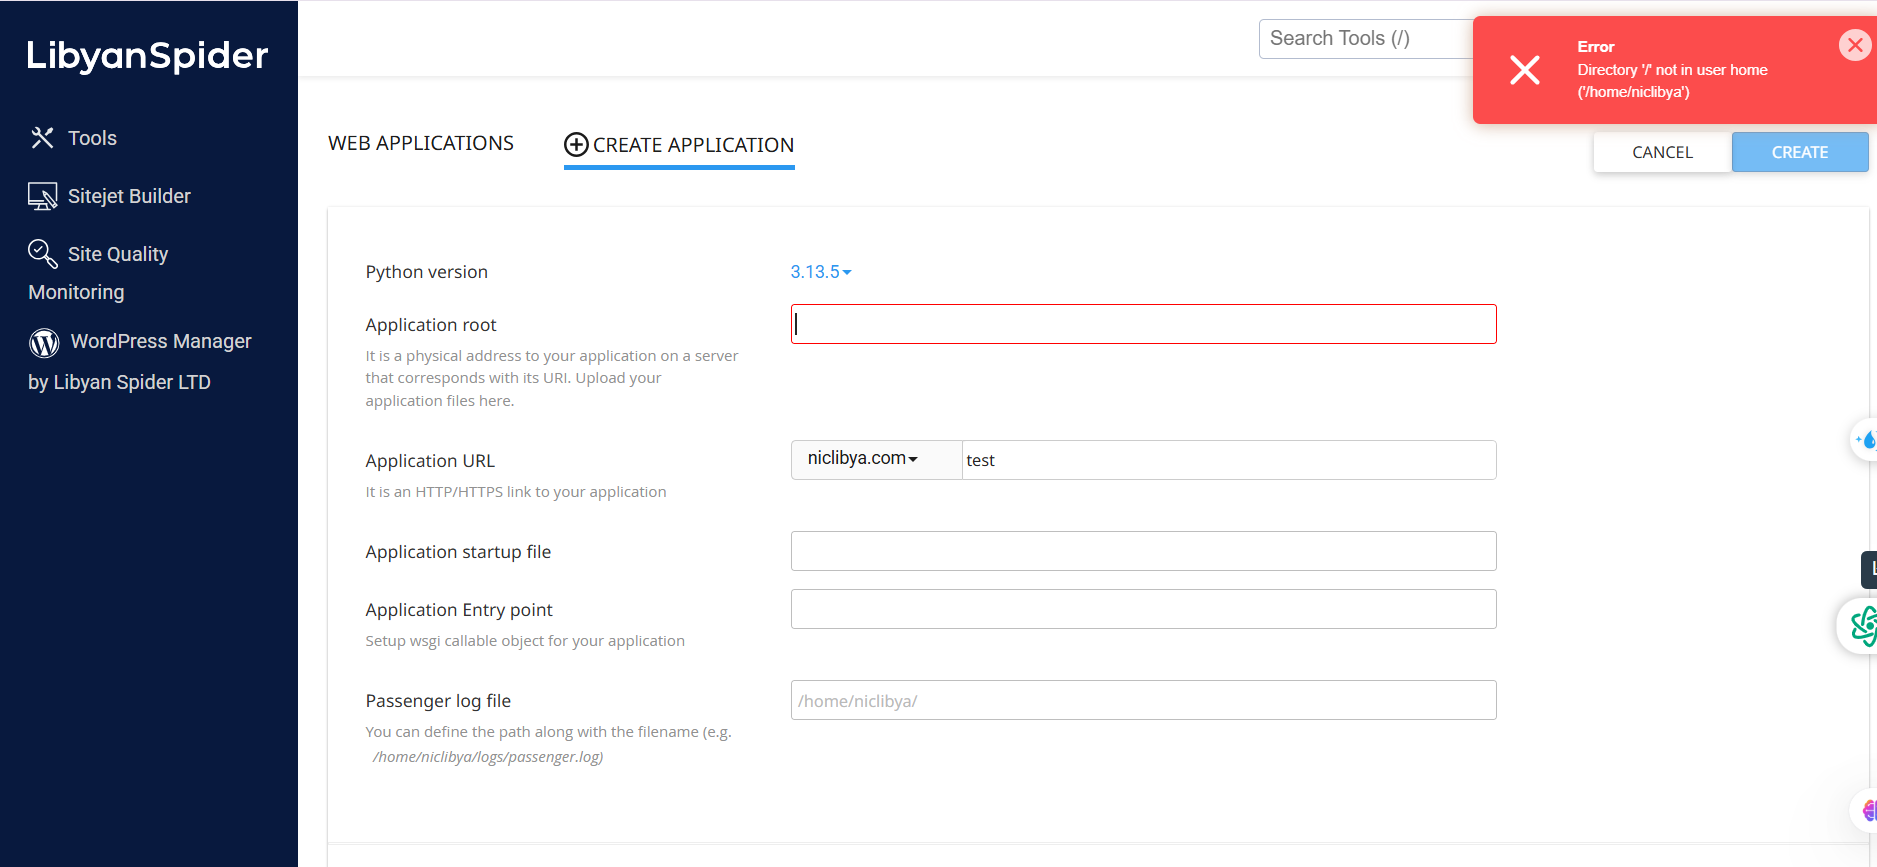 LibyanSpider
Tools
Sitejet Builder
Site Quality
Monitoring
WordPress Manager
by Libyan Spider LTD
Search Tools (/)
Error
Directory '/' not in user home
('/home/niclibya')
WEB APPLICATIONS
CREATE APPLICATION
CANCEL
CREATE
Python version
3.13.5
Application root
It is a physical address to your application on a server
that corresponds with its URI. Upload your
application files here.
Application URL
niclibya.com
test
It is an HTTP/HTTPS link to your application
Application startup file
Application Entry point
Setup wsgi callable object for your application
Passenger log file
/home/niclibya/
You can define the path along with the filename (e.g.
/home/niclibya/logs/passenger.log)